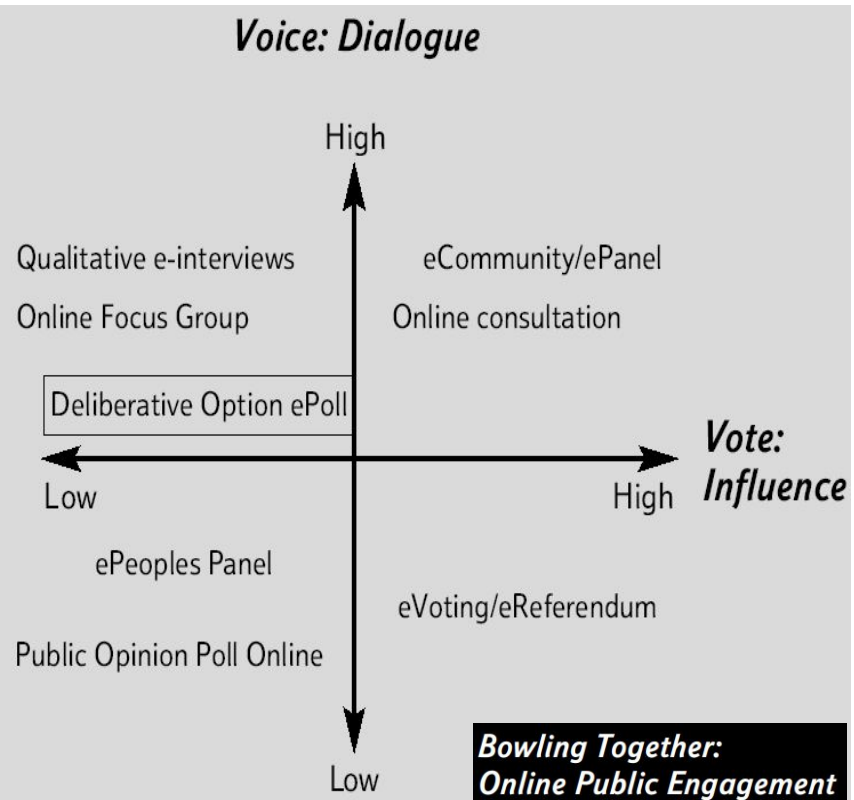 Voice: Dialogue
High
Qualitative e-interviews
eCommunity/ePanel
Online Focus Group
Online consultation
Deliberative Option ePoll
Vote:
Influence
Low
High
ePeoples Panel
eVoting/eReferendum
Public Opinion Poll Online
Low
Bowling Together:
Online Public Engagement